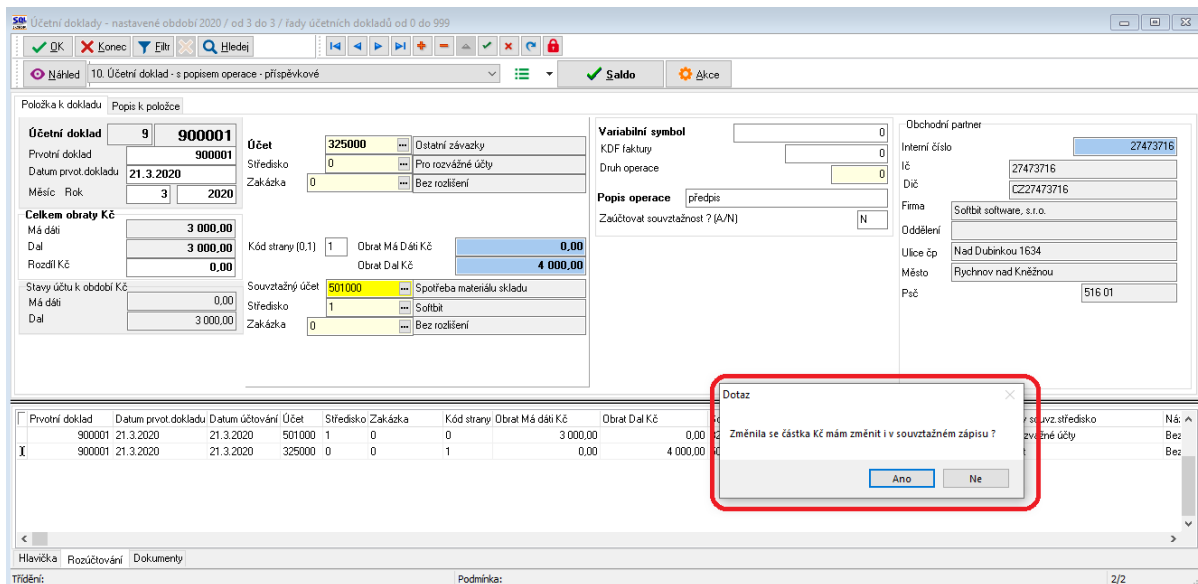 Účetní doklady - nastavené období 2020 / od 3 do 3 / řady účetních dokladů od 0 do 999
OK Konec Filtr Hledej
Náhled 10. Účetní doklad - s popisem operace - příspěvkové Saldo Akce
Položka k dokladu Popis k položce
Účetní doklad 9 900001
Prvotní doklad 900001
Datum prvot.dokladu 21.3.2020
Měsíc Rok 3 2020
Celkem obraty Kč
Má dáti 3 000,00
Dal 3 000,00
Rozdíl Kč 0,00
Stavy účtu k období Kč
Má dáti 0,00
Dal 3 000,00
Účet 325000 ... Ostatní závazky
Středisko 0 ... Pro rozvážné účty
Zakázka 0 ... Bez rozlišení
Kód strany (0,1) 1 Obrat Má Dáti Kč 0,00
Obrat Dal Kč 4 000,00
Souvztažný účet 501000 ... Spotřeba materiálu skladu
Středisko 1 ... Softbit
Zakázka 0 ... Bez rozlišení
Variabilní symbol 0
KDF faktury 0
Druh operace 0
Popis operace předpis
Zaúčtovat souvztažnost ? (A/N) N
Obchodní partner
Interní číslo 27473716
Ič 27473716
Dič CZ27473716
Firma Softbit software, s.r.o.
Oddělení
Ulice čp Nad Dubinkou 1634
Město Rychnov nad Kněžnou
Psč 516 01
Dotaz
Změnila se částka Kč mám změnit i v souvztažném zápisu ?
Ano Ne
Prvotní doklad Datum prvot.dokladu Datum účtování Účet Středisko Zakázka Kód strany Obrat Má dáti Kč Obrat Dal Kč souvz.středisko Ná:
900001 21.3.2020 21.3.2020 501000 1 0 0 3 000,00 0,00 účty Bez
900001 21.3.2020 21.3.2020 325000 0 0 1 0,00 4 000,00 Bez
Hlavička Rozúčtování Dokumenty
Třídění: Podmínka: 2/2